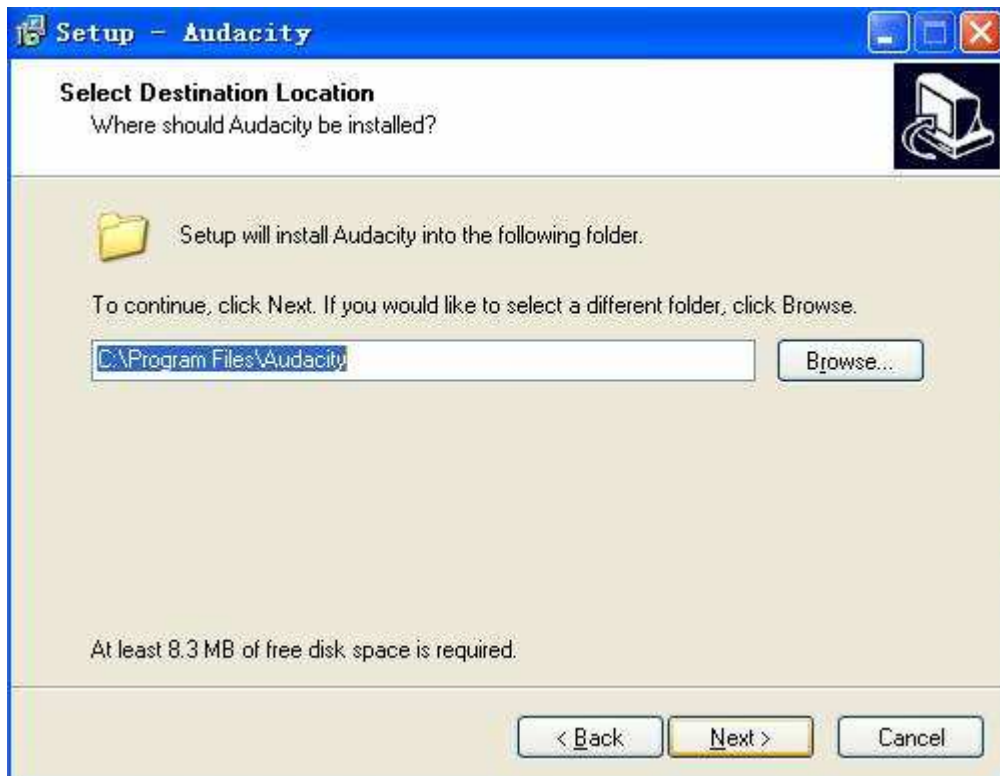 Setup - Audacity
Select Destination Location
Where should Audacity be installed?
Setup will install Audacity into the following folder.
To continue, click Next. If you would like to select a different folder, click Browse.
C:\Program Files\Audacity
Browse...
At least 8.3 MB of free disk space is required.
< Back
Next >
Cancel